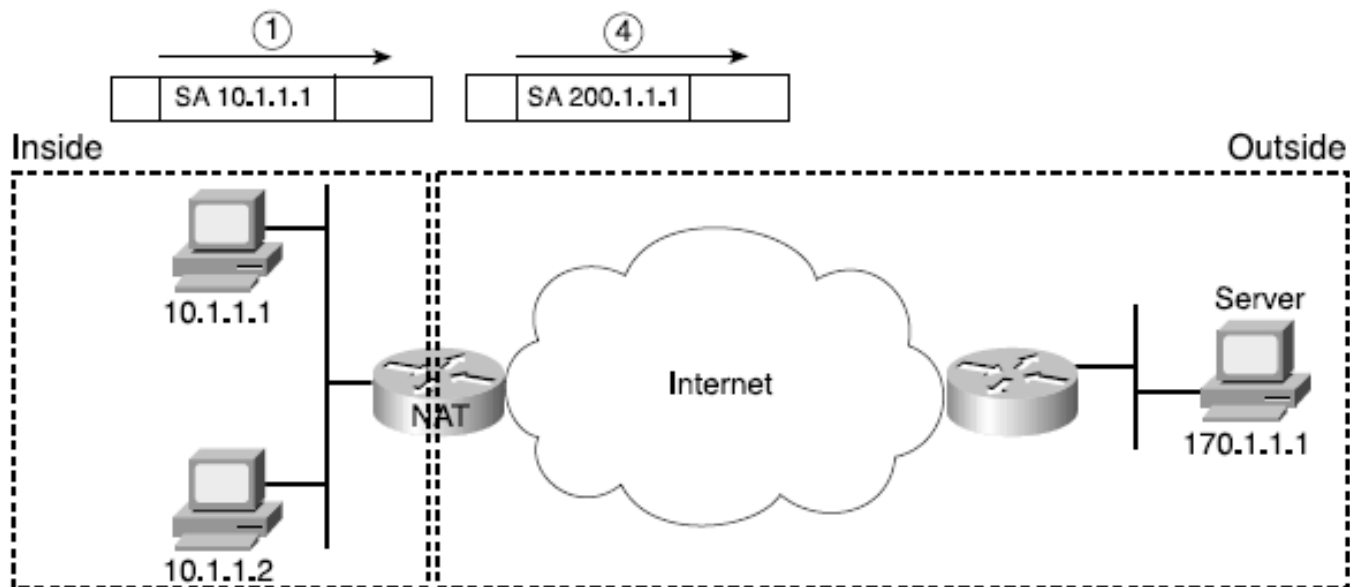 1
4
SA 10.1.1.1
SA 200.1.1.1
Inside
Outside
10.1.1.1
Server
Internet
NAT
170.1.1.1
10.1.1.2